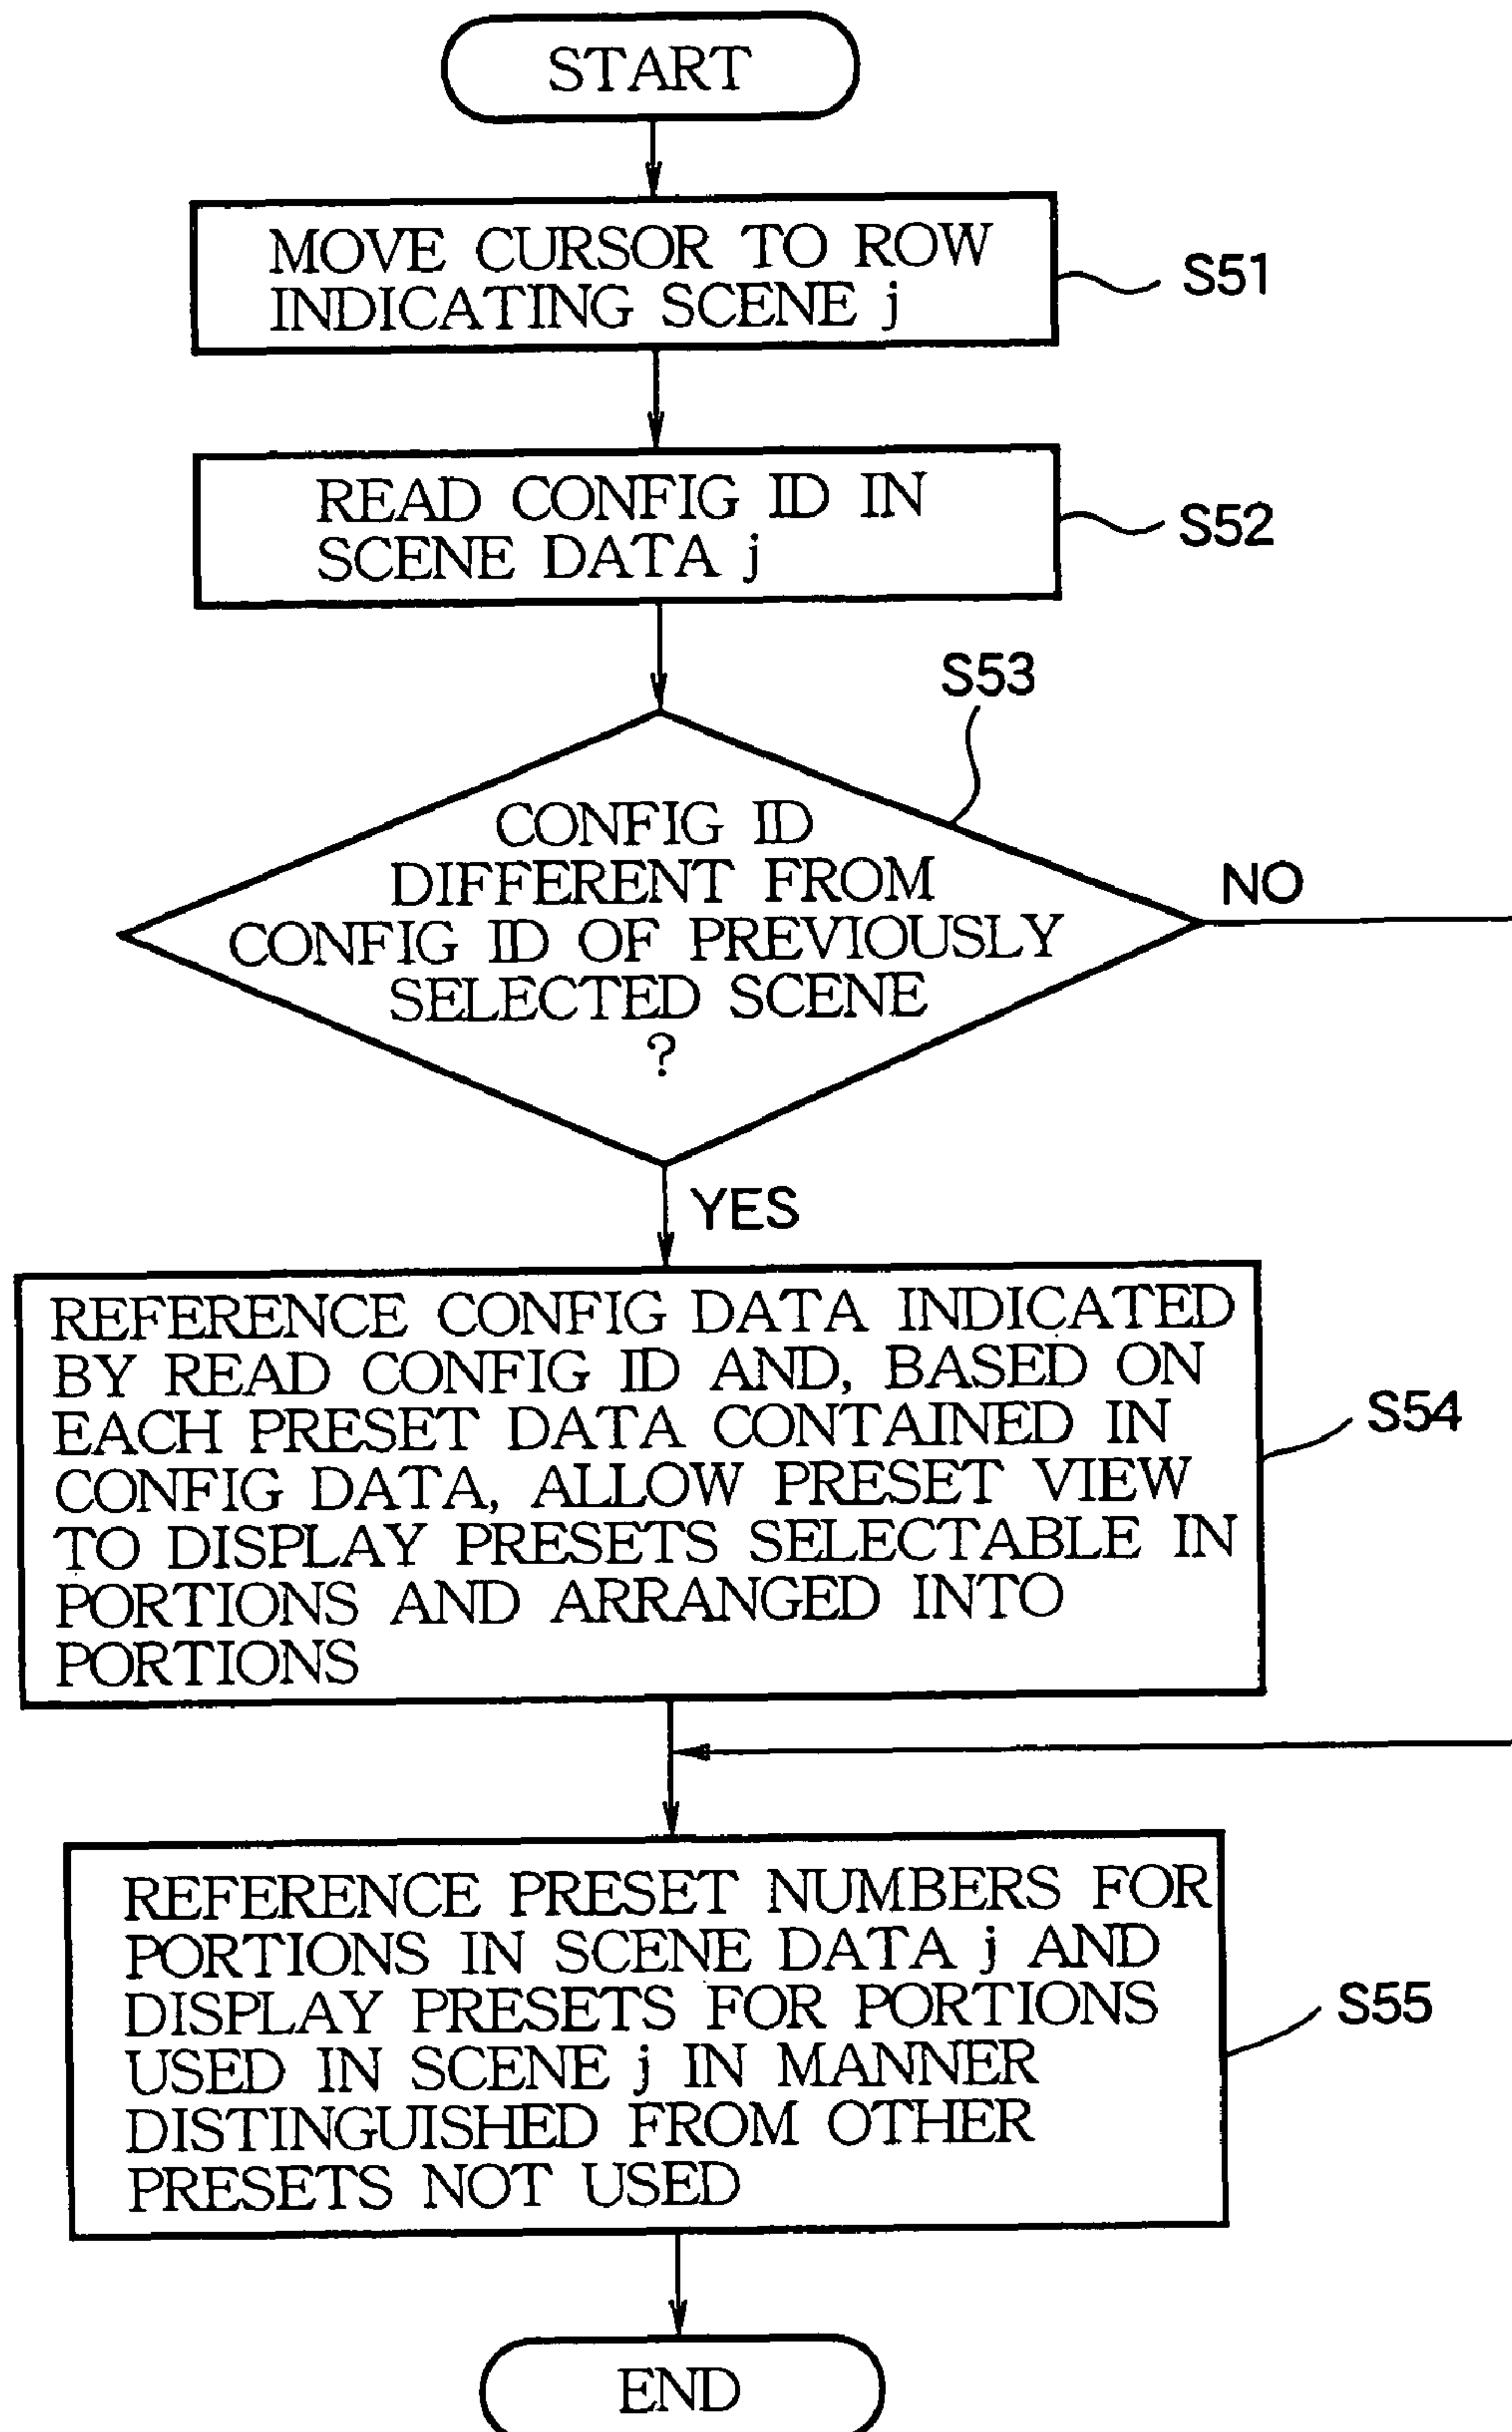 START
MOVE CURSOR TO ROW
INDICATING SCENE j
S51
READ CONFIG ID IN
SCENE DATA j
S52
S53
CONFIG ID
DIFFERENT FROM
CONFIG ID OF PREVIOUSLY
SELECTED SCENE
?
NO
YES
REFERENCE CONFIG DATA INDICATED
BY READ CONFIG ID AND, BASED ON
EACH PRESET DATA CONTAINED IN
CONFIG DATA, ALLOW PRESET VIEW
TO DISPLAY PRESETS SELECTABLE IN
PORTIONS AND ARRANGED INTO
PORTIONS
S54
REFERENCE PRESET NUMBERS FOR
PORTIONS IN SCENE DATA j AND
DISPLAY PRESETS FOR PORTIONS
USED IN SCENE j IN MANNER
DISTINGUISHED FROM OTHER
PRESETS NOT USED
S55
END